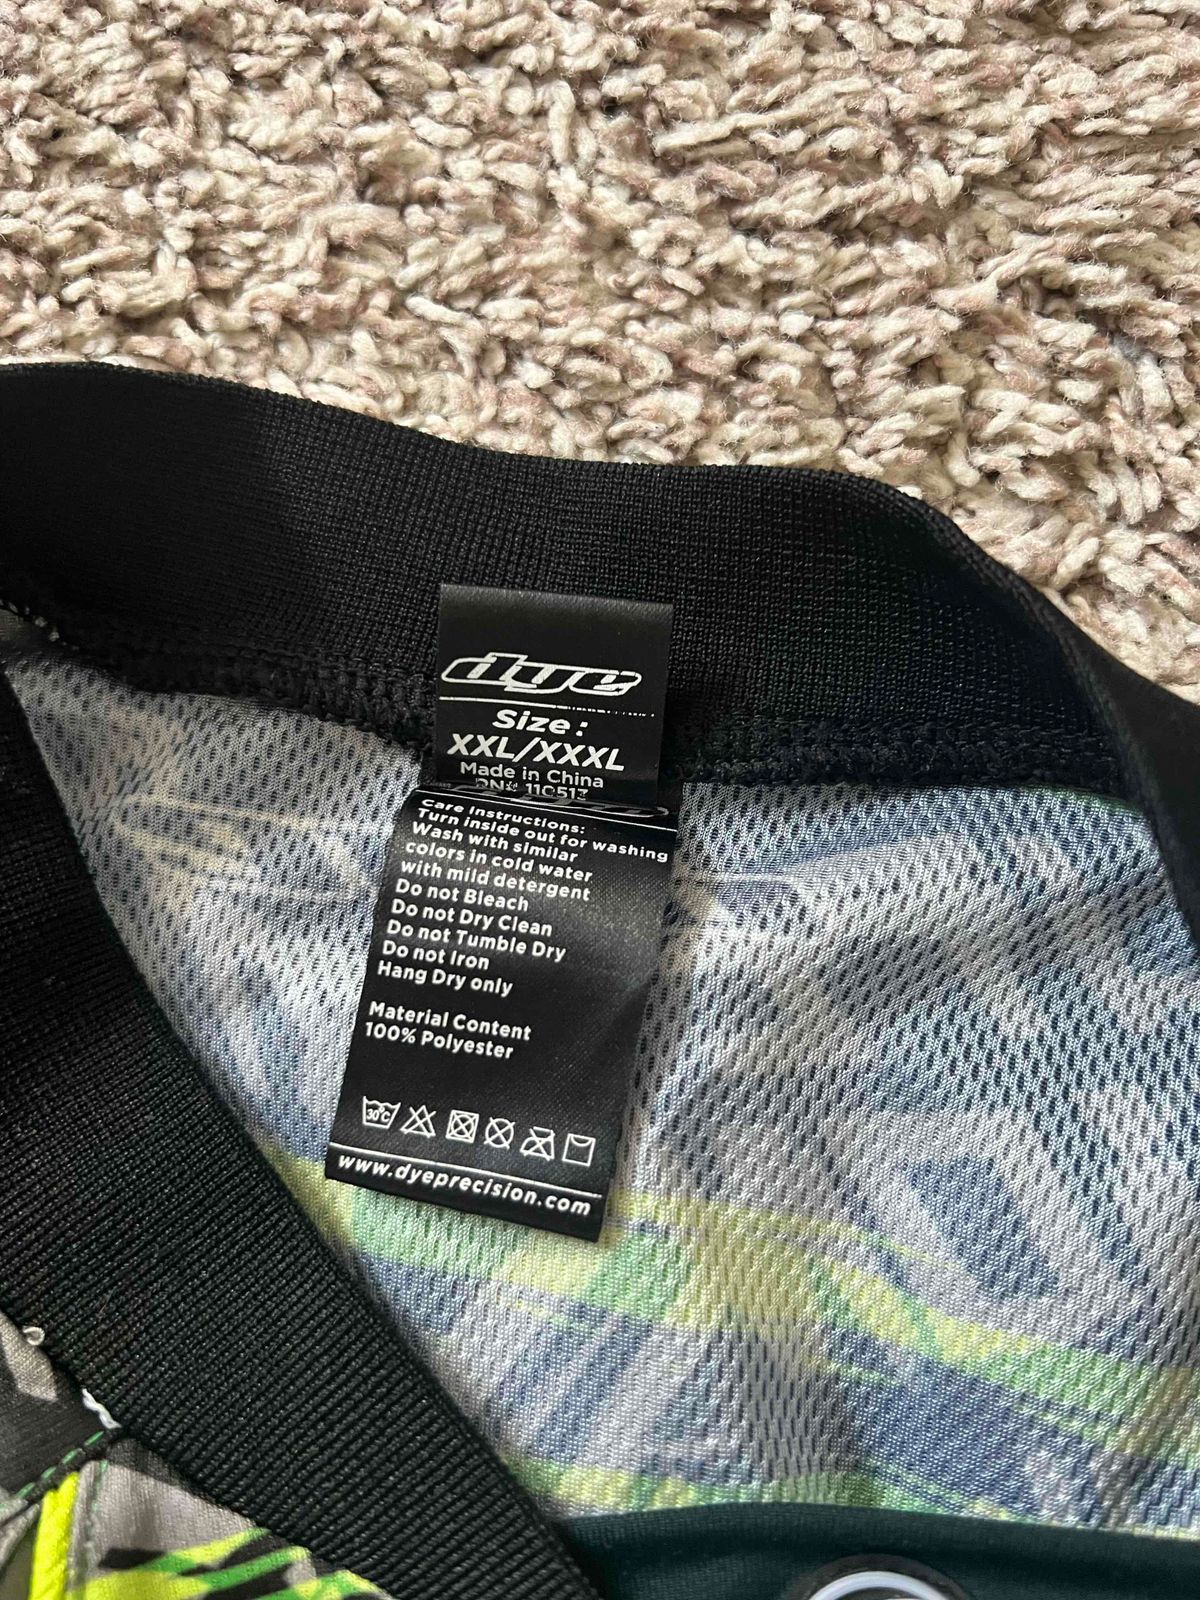 dye
Size:
XXL/XXXL
Made in China
RN# 110517
Care Instructions:
Turn inside out for washing
Wash with similar
colors in cold water
with mild detergent
Do not Bleach
Do not Dry Clean
Do not Tumble Dry
Do not Iron
Hang Dry only
Material Content
100% Polyester
30°C
www.dyeprecision.com